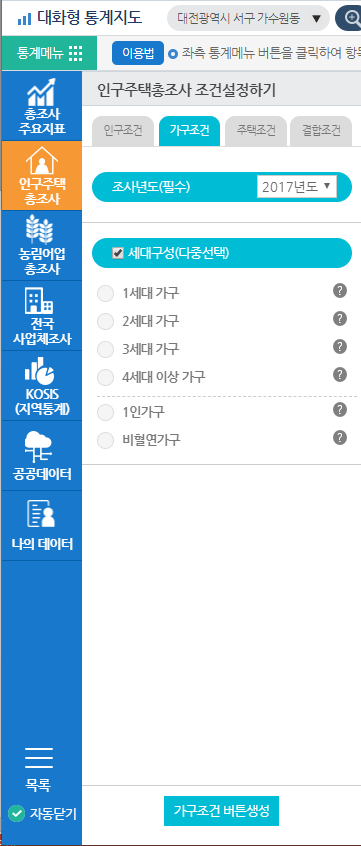 대화형 통계지도
대전광역시 서구 가수원동 ▼
통계메뉴
이용법
좌측 통계메뉴 버튼을 클릭하여 항목
총조사
주요지표
인구주택
총조사
농림어업
총조사
전국
사업체조사
KOSIS
(지역통계)
공공데이터
나의 데이터
목록
자동닫기
인구주택총조사 조건설정하기
인구조건
가구조건
주택조건
결합조건
조사년도(필수)
2017년도 ▼
세대구성(다중선택)
1세대 가구 ?
2세대 가구 ?
3세대 가구 ?
4세대 이상 가구 ?
1인가구 ?
비혈연가구 ?
가구조건 버튼생성